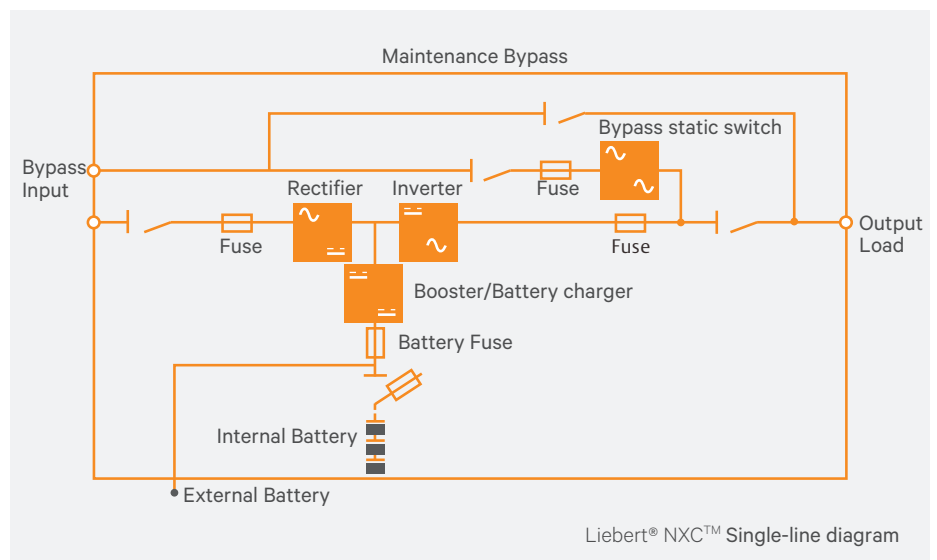 Maintenance Bypass
Bypass static switch
Bypass
Input
Fuse
Rectifier
Inverter
Fuse
Fuse
Output
Load
Booster/Battery charger
Battery Fuse
Internal Battery
External Battery
Liebert® NXC™ Single-line diagram